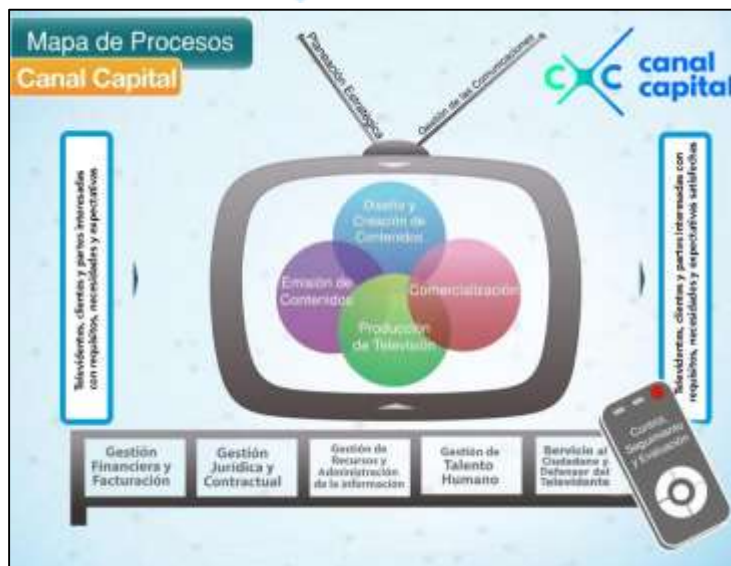 Mapa de Procesos
Canal Capital
Planeación Estratégica
Gestión de las Comunicaciones
cxc canal
capital
Televidentes, clientes y partes interesadas
con requisitos, necesidades y expectativas
Diseño y
Creación de
Contenidos
Emisión de
Contenidos
Comercialización
Producción
de Televisión
Televidentes, clientes y partes interesadas con
requisitos, necesidades y expectativas satisfechas
Gestión
Financiera y
Facturación
Gestión
Jurídica y
Contractual
Gestión de
Recursos y
Administración
de la información
Gestión de
Talento
Humano
Servicio al
Ciudadano y
Defensor del
Televidente
Control,
Seguimiento
y Evaluación